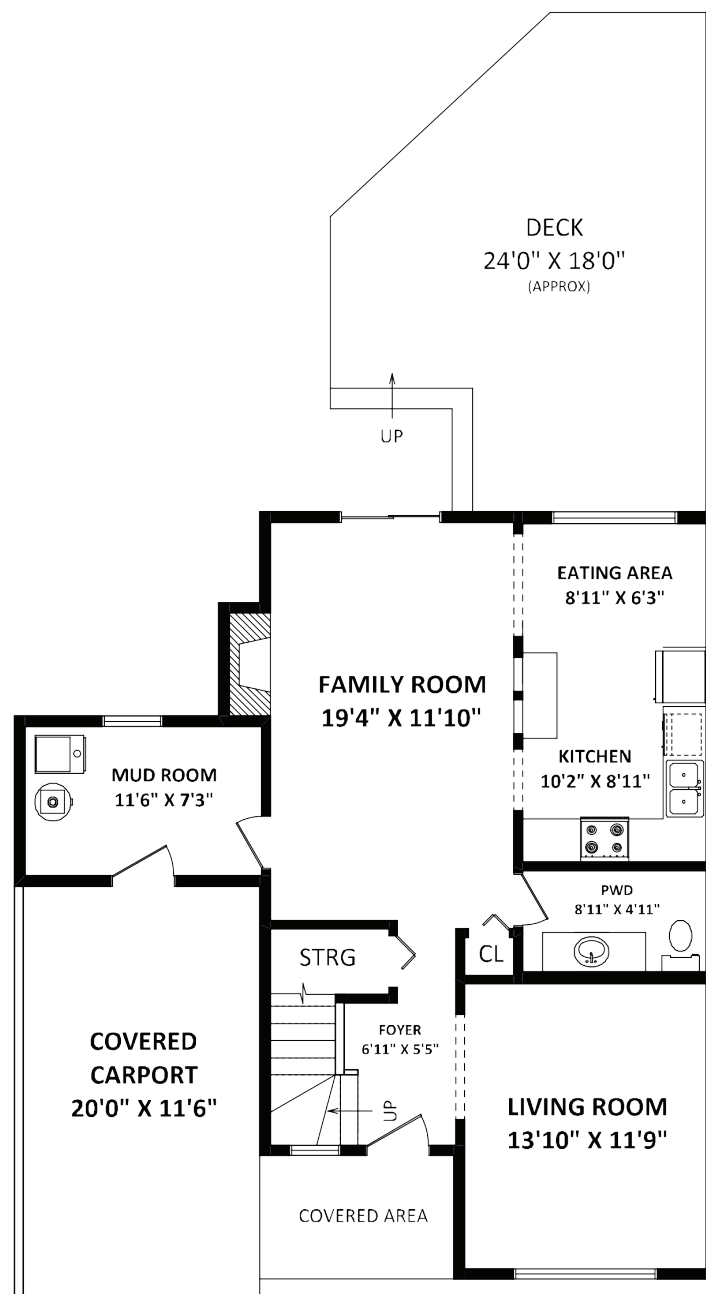 DECK
24'0" X 18'0"
(APPROX)
UP
EATING AREA
8'11" X 6'3"
FAMILY ROOM
19'4" X 11'10"
KITCHEN
10'2" X 8'11"
MUD ROOM
11'6" X 7'3"
PWD
8'11" X 4'11"
STRG
CL
FOYER
6'11" X 5'5"
COVERED
CARPORT
20'0" X 11'6"
UP
LIVING ROOM
13'10" X 11'9"
COVERED AREA